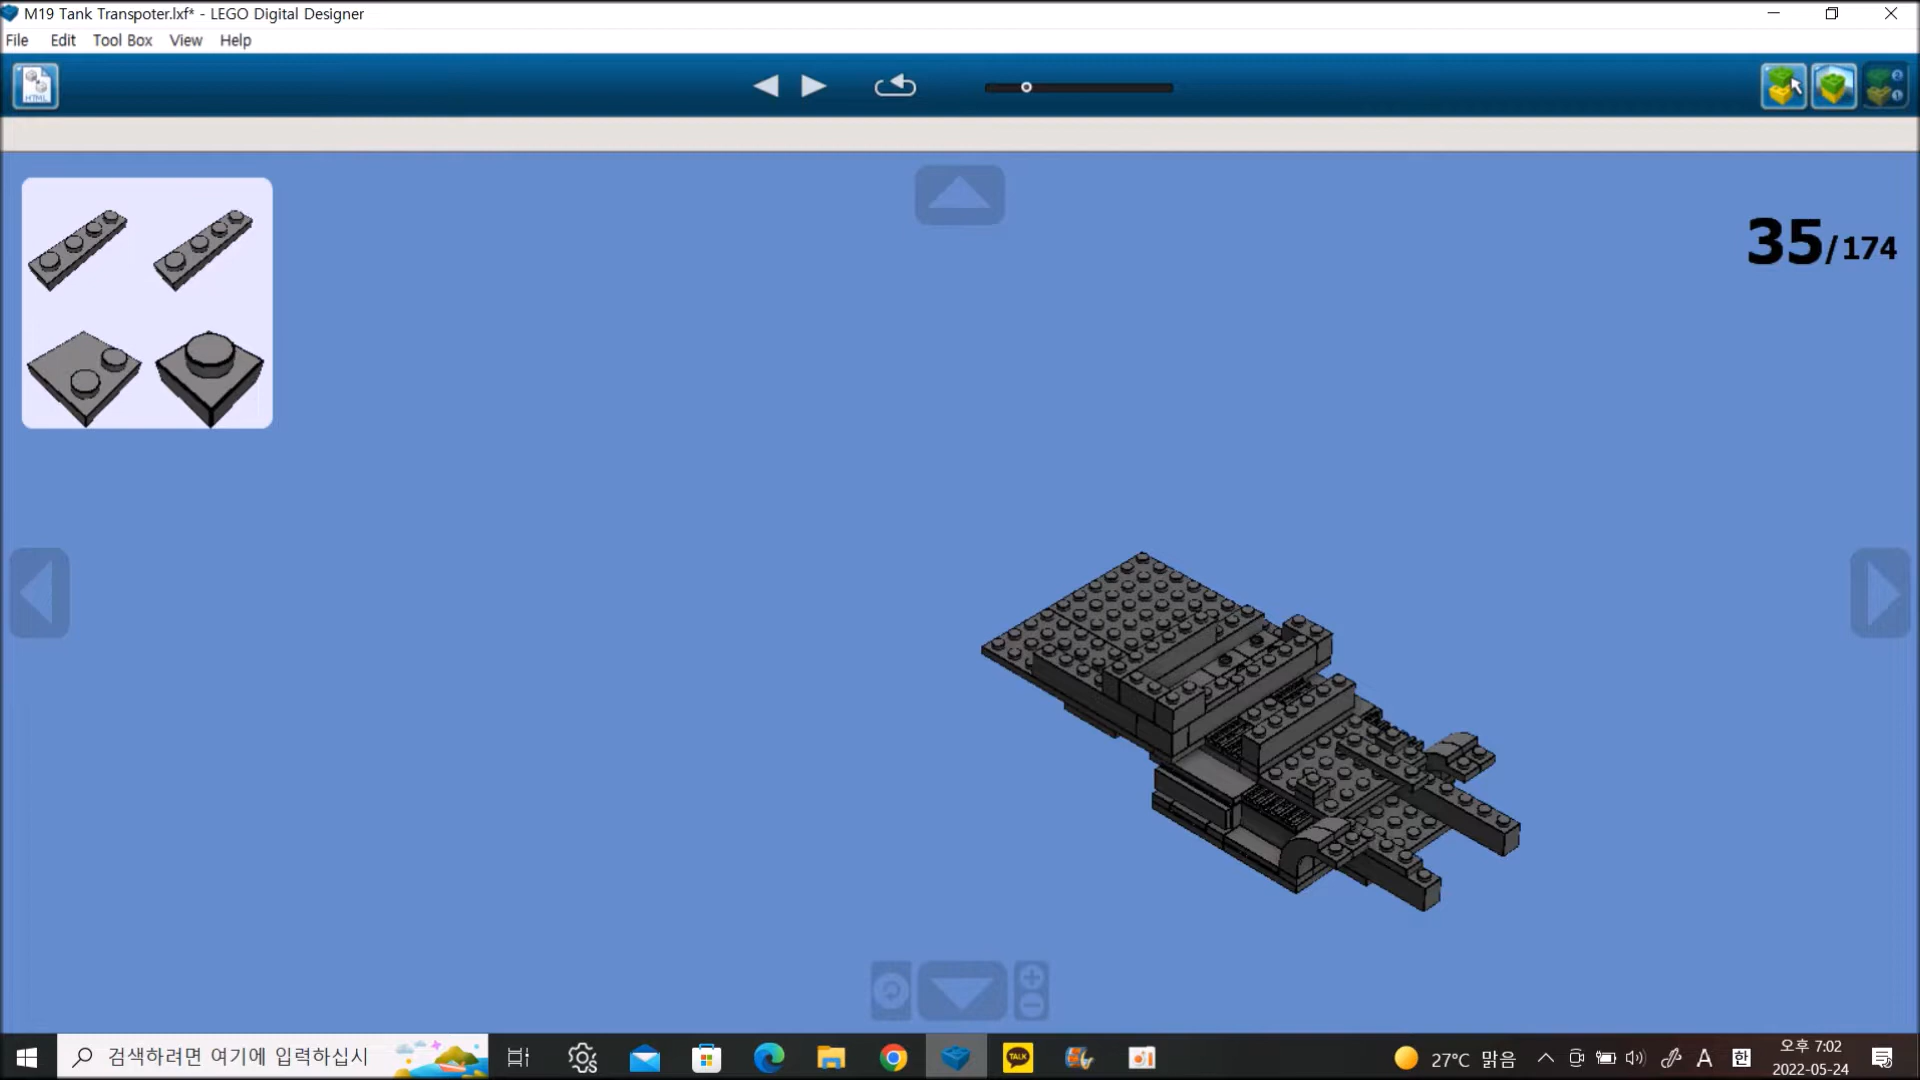 M19 Tank Transpoter.lxf* - LEGO Digital Designer
File Edit Tool Box View Help
HTML
35/174
검색하려면 여기에 입력하십시
TALK
27°C 맑음
A
한
오후 7:02
2022-05-24